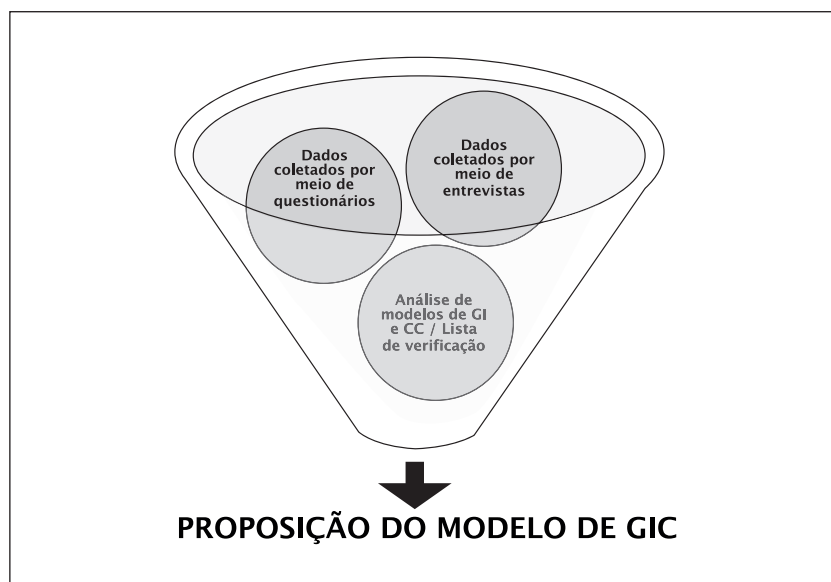 Dados
coletados por
meio de
questionários
Dados
coletados por
meio de
entrevistas
Análise de
modelos de GI
e CC / Lista
de verificação
PROPOSIÇÃO DO MODELO DE GIC